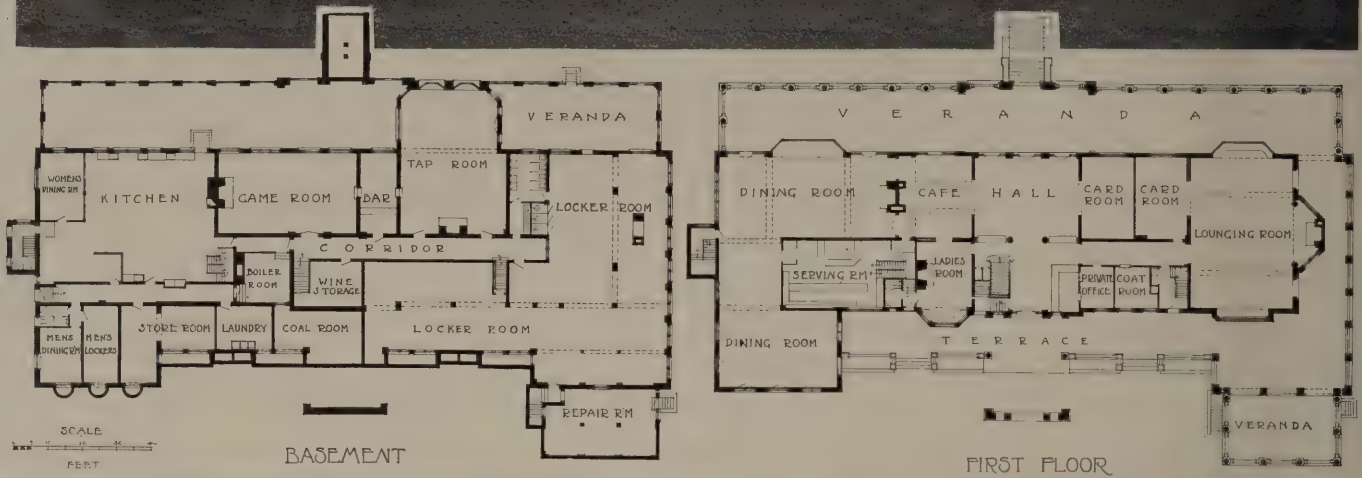 VERANDA
WOMENS
DINING RM
KITCHEN
GAME ROOM
BAR
TAP ROOM
LOCKER ROOM
CORRIDOR
BOILER
ROOM
WINE
STORAGE
MENS
DINING RM
MEN'S
LOCKERS
STORE ROOM
LAUNDRY
COAL ROOM
LOCKER ROOM
REPAIR R'M
SCALE
FEET
BASEMENT
VERANDA
DINING ROOM
CAFE
HALL
CARD
ROOM
CARD
ROOM
LOUNGING ROOM
SERVING RM
LADIES
ROOM
PRIVATE
OFFICE
COAT
ROOM
DINING ROOM
TERRACE
VERANDA
FIRST FLOOR